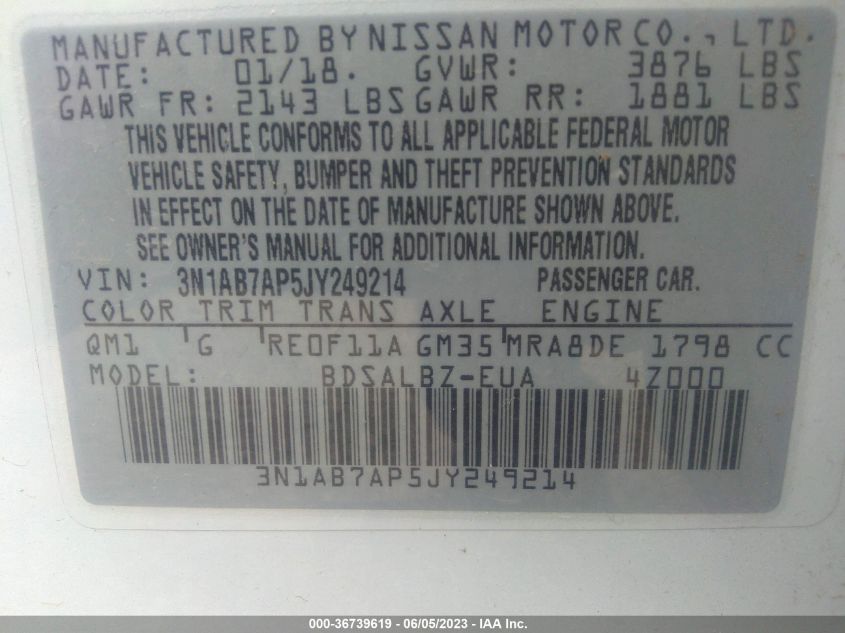 MANUFACTURED BY NISSAN MOTOR CO., LTD.
DATE: 01/18. GVWR: 3876 LBS
GAWR FR: 2143 LBS GAWR RR: 1881 LBS
THIS VEHICLE CONFORMS TO ALL APPLICABLE FEDERAL MOTOR
VEHICLE SAFETY, BUMPER AND THEFT PREVENTION STANDARDS
IN EFFECT ON THE DATE OF MANUFACTURE SHOWN ABOVE.
SEE OWNER'S MANUAL FOR ADDITIONAL INFORMATION.
VIN: 3N1AB7AP5JY249214 PASSENGER CAR.
COLOR TRIM TRANS AXLE ENGINE
QM1 G RE0F11A GM35 MRA8DE 1798 CC
MODEL: BDSALBZ-EUA 4Z000
3N1AB7AP5JY249214
000-36739619 - 06/05/2023 - IAA Inc.